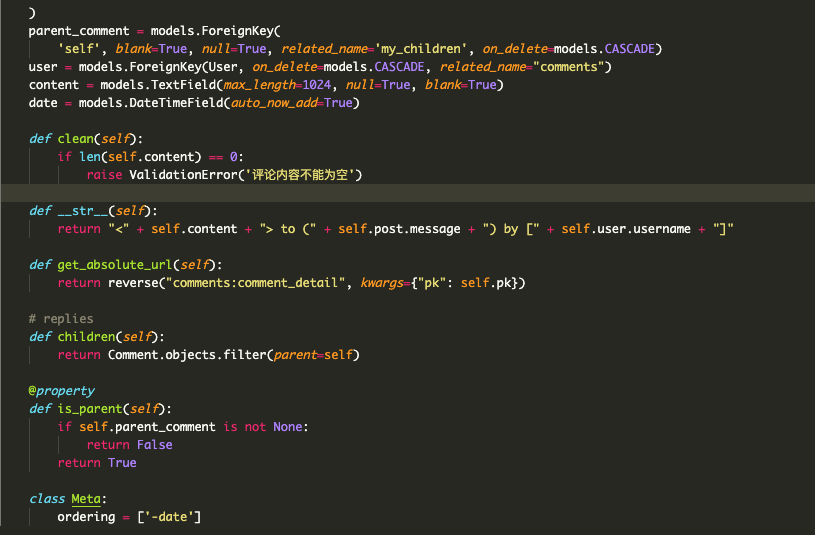 )
parent_comment = models.ForeignKey(
    'self', blank=True, null=True, related_name='my_children', on_delete=models.CASCADE)
user = models.ForeignKey(User, on_delete=models.CASCADE, related_name="comments")
content = models.TextField(max_length=1024, null=True, blank=True)
date = models.DateTimeField(auto_now_add=True)

def clean(self):
    if len(self.content) == 0:
        raise ValidationError('评论内容不能为空')

def __str__(self):
    return "<" + self.content + "> to (" + self.post.message + ") by [" + self.user.username + "]"

def get_absolute_url(self):
    return reverse("comments:comment_detail", kwargs={"pk": self.pk})

# replies
def children(self):
    return Comment.objects.filter(parent=self)

@property
def is_parent(self):
    if self.parent_comment is not None:
        return False
    return True

class Meta:
    ordering = ['-date']